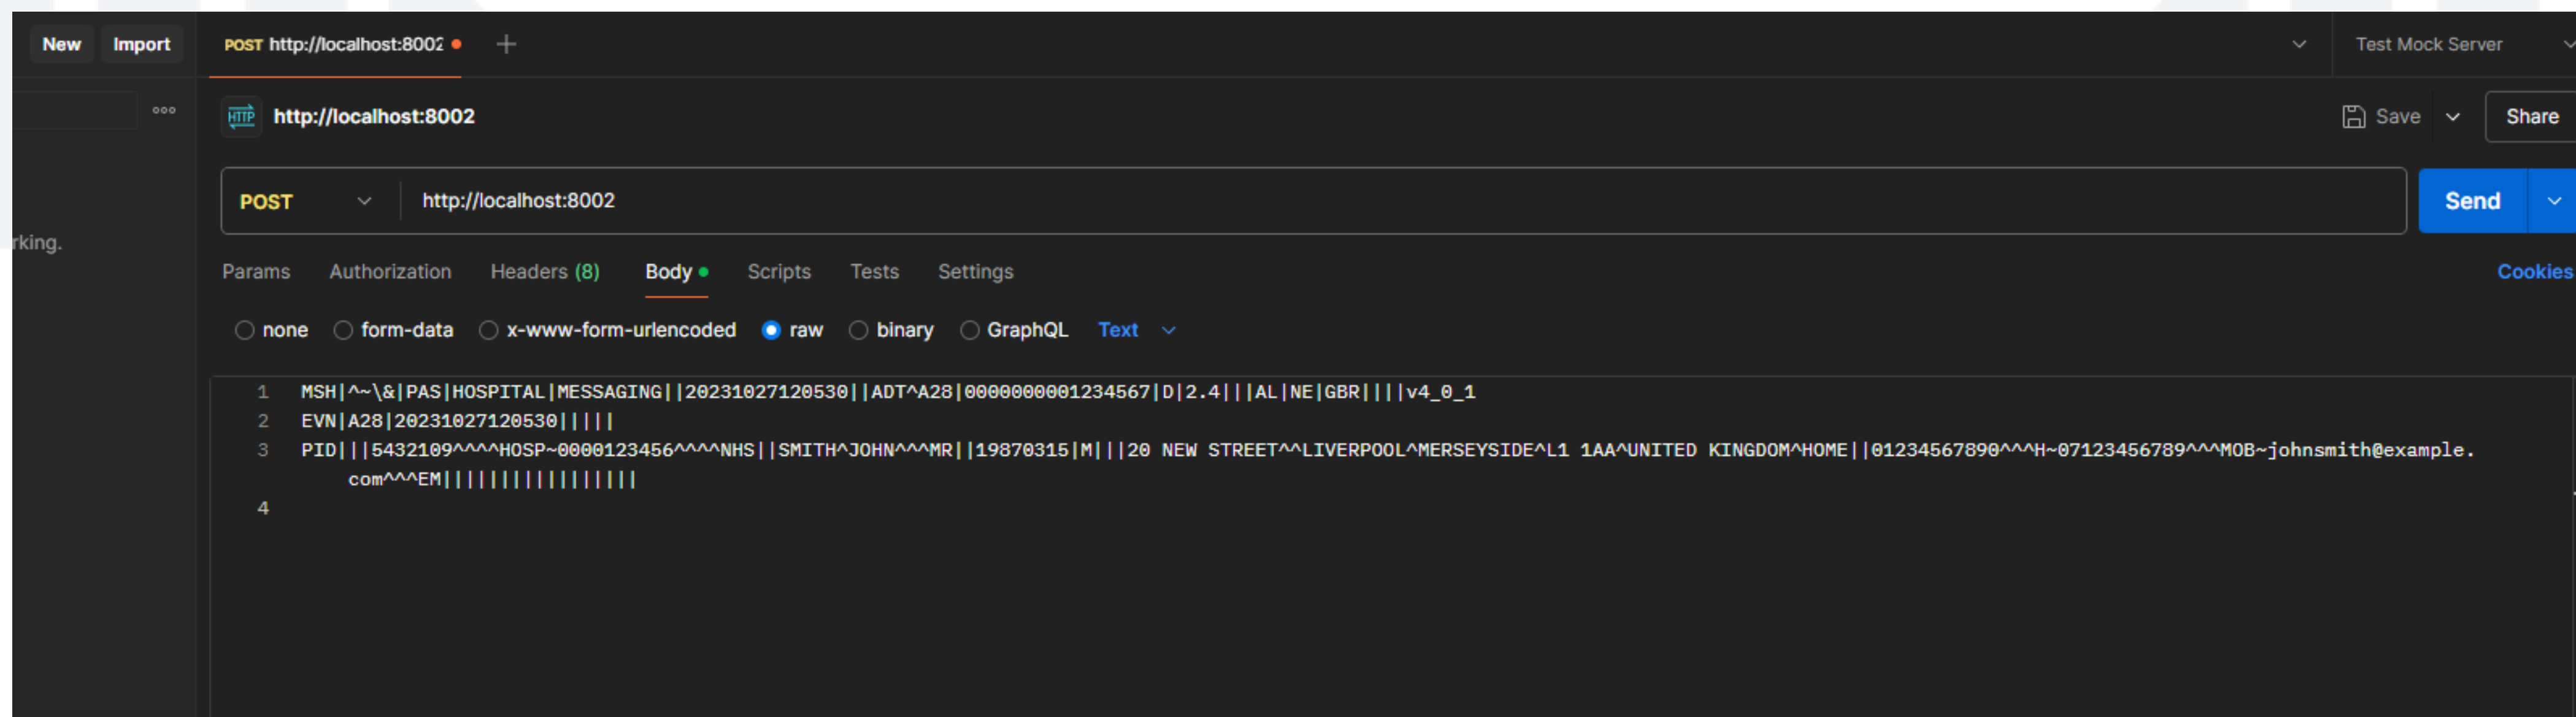 New Import POST http://localhost:8002 Test Mock Server
HTTP http://localhost:8002 Save Share
POST http://localhost:8002 Send
rking.
Params Authorization Headers (8) Body Scripts Tests Settings Cookies
none form-data x-www-form-urlencoded raw binary GraphQL Text
1 MSH|^~\&|PAS|HOSPITAL|MESSAGING||20231027120530||ADT^A28|0000000001234567|D|2.4|||AL|NE|GBR||||v4_0_1
2 EVN|A28|20231027120530|||||
3 PID|||5432109^^^^HOSP~0000123456^^^^NHS||SMITH^JOHN^^^MR||19870315|M|||20 NEW STREET^^LIVERPOOL^MERSEYSIDE^L1 1AA^UNITED KINGDOM^HOME||01234567890^^^H~07123456789^^^MOB~johnsmith@example.
com^^^EM|||||||||||||||||
4